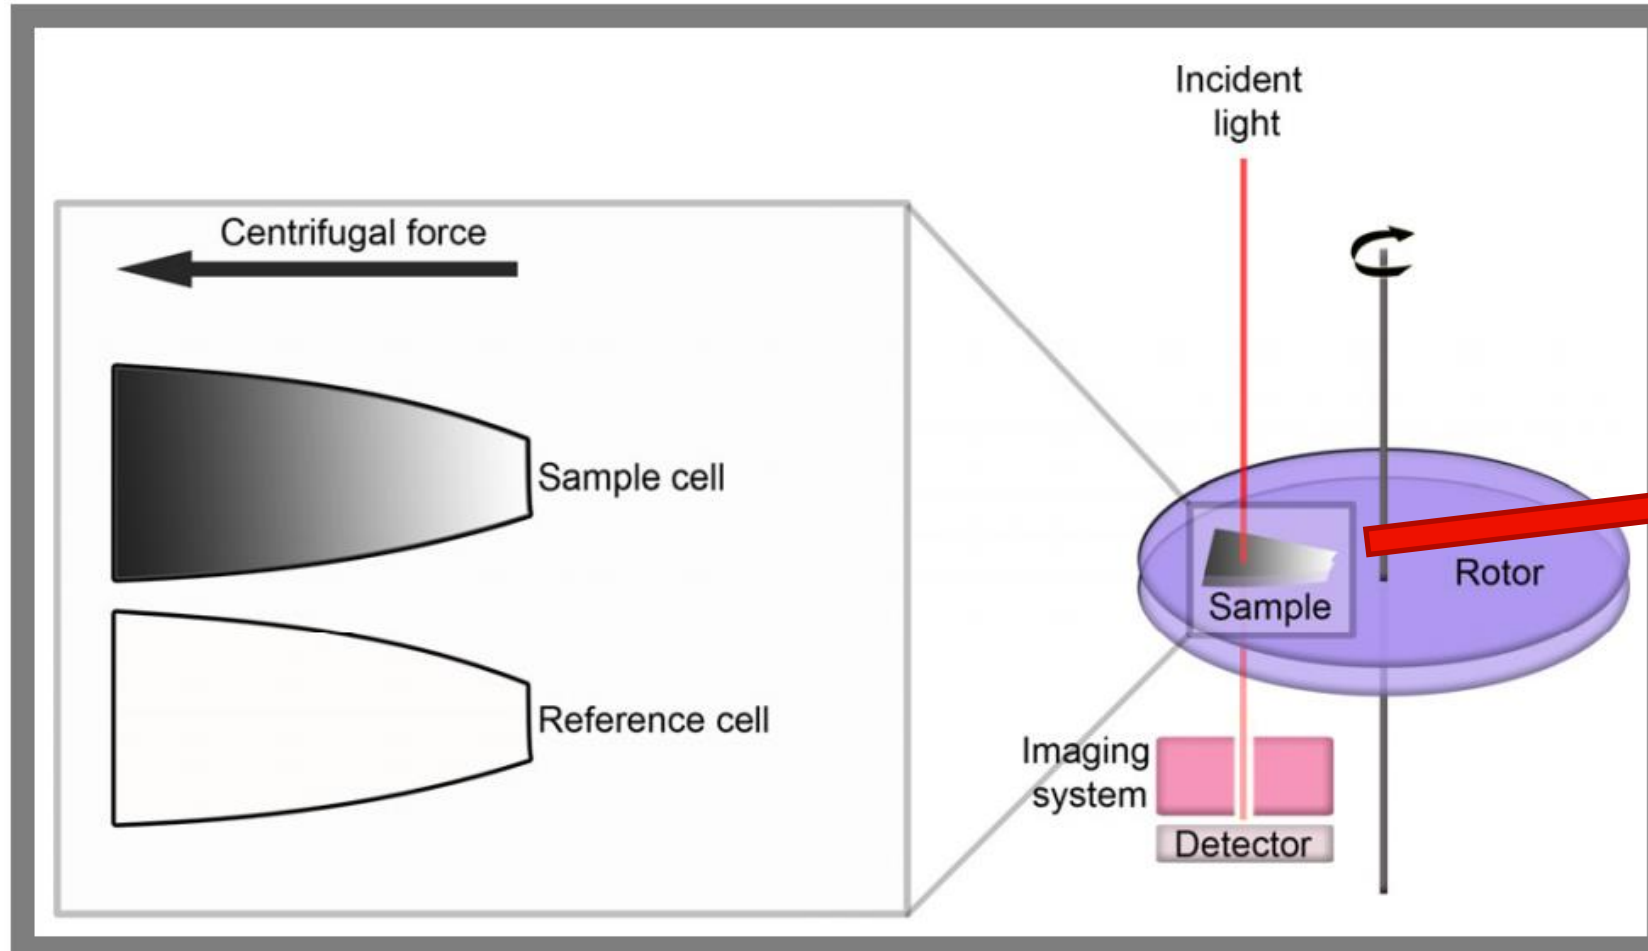 Incident
light
Centrifugal force
Sample cell
Reference cell
Rotor
Sample
Imaging
system
Detector